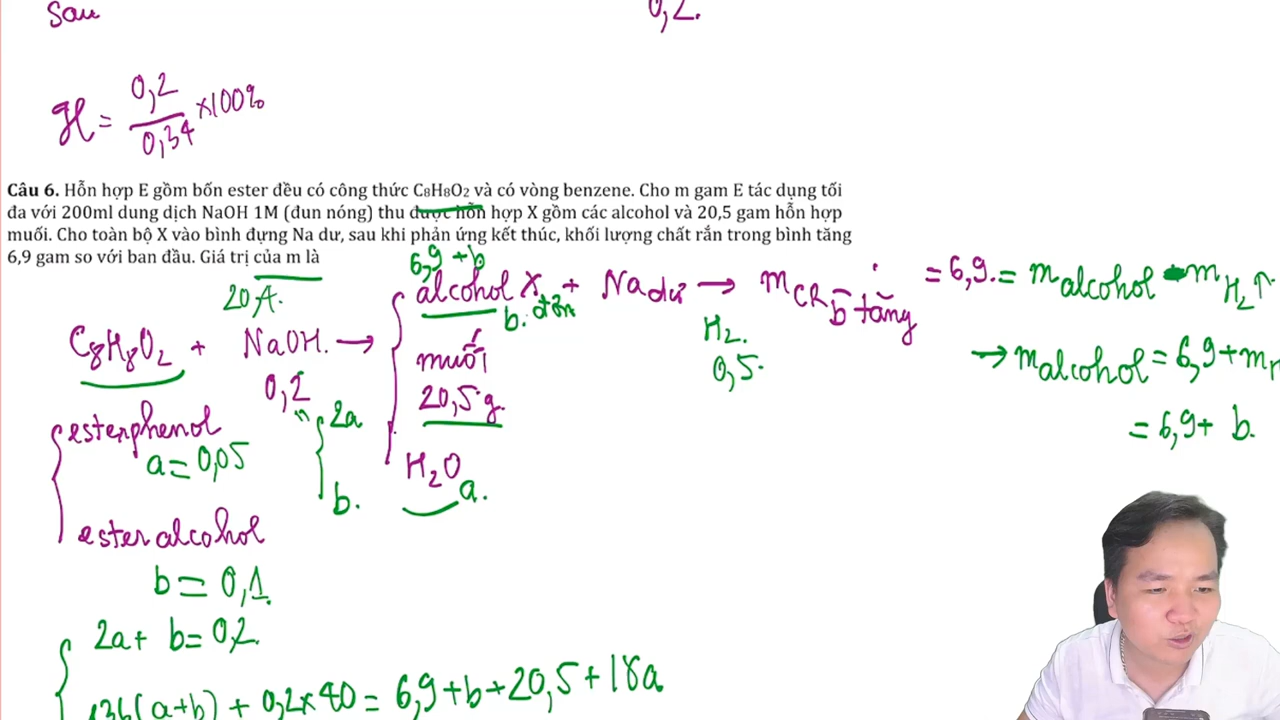 Sau 0,2.
H = 0,2 / 0,34 ×100%
Câu 6. Hỗn hợp E gồm bốn ester đều có công thức C₈H₈O₂ và có vòng benzene. Cho m gam E tác dụng tối
đa với 200ml dung dịch NaOH 1M (đun nóng) thu được hỗn hợp X gồm các alcohol và 20,5 gam hỗn hợp
muối. Cho toàn bộ X vào bình đựng Na dư, sau khi phản ứng kết thúc, khối lượng chất rắn trong bình tăng
6,9 gam so với ban đầu. Giá trị của m là
6,9 + b
alcohol X + Na dư → m CR bình tăng = 6,9 = m alcohol - m H₂↑
b. đơn
H₂.
0,5.
→ m alcohol = 6,9 + m
= 6,9 + b.
C₈H₈O₂ + NaOH. →
0,2
muối
20,5 g.
H₂O
a.
ester phenol
a = 0,05
2a
b.
ester alcohol
b = 0,1.
2a + b = 0,2.
136(a+b) + 0,2×40 = 6,9 + b + 20,5 + 18a